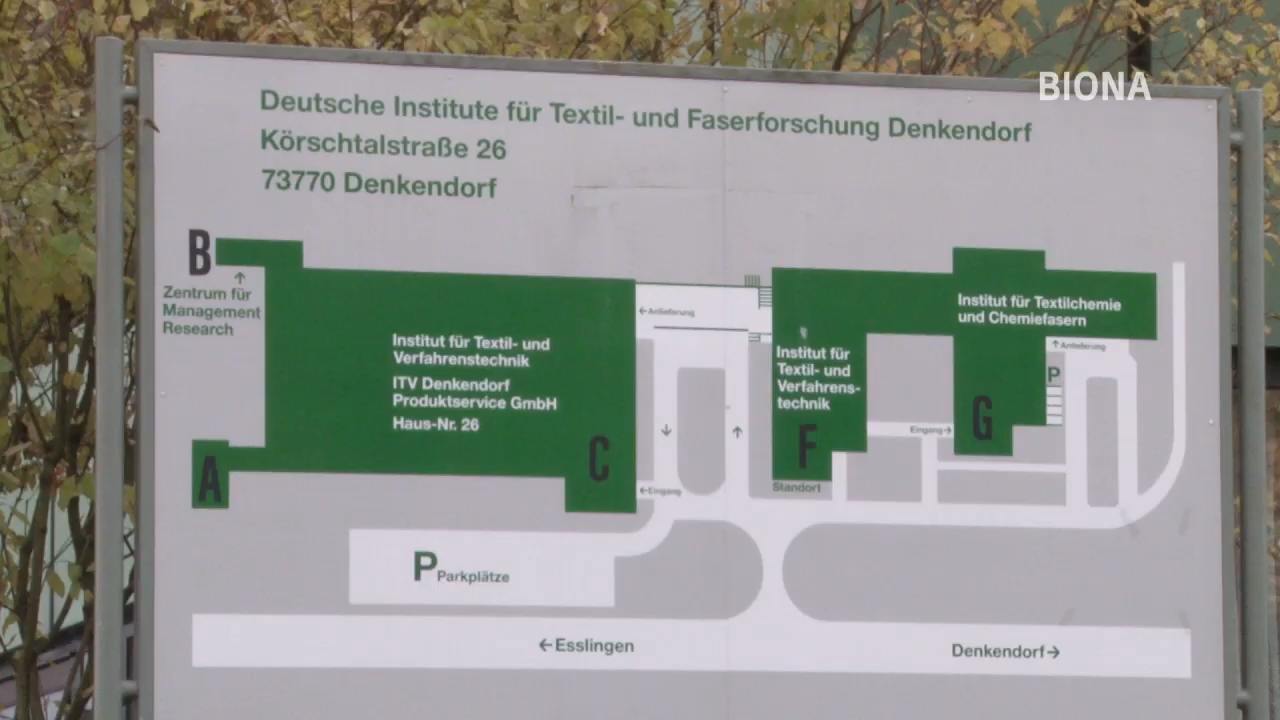 BIONA
Deutsche Institute für Textil- und Faserforschung Denkendorf
Körschtalstraße 26
73770 Denkendorf
B
Zentrum für
Management
Research
Institut für Textil- und
Verfahrenstechnik
ITV Denkendorf
Produktservice GmbH
Haus-Nr. 26
A
C
←Anlieferung
←Eingang
Institut für
Textil- und
Verfahrens-
technik
F
Standort
Institut für Textilchemie
und Chemiefasern
↑Anlieferung
P
G
Eingang→
P Parkplätze
←Esslingen
Denkendorf→